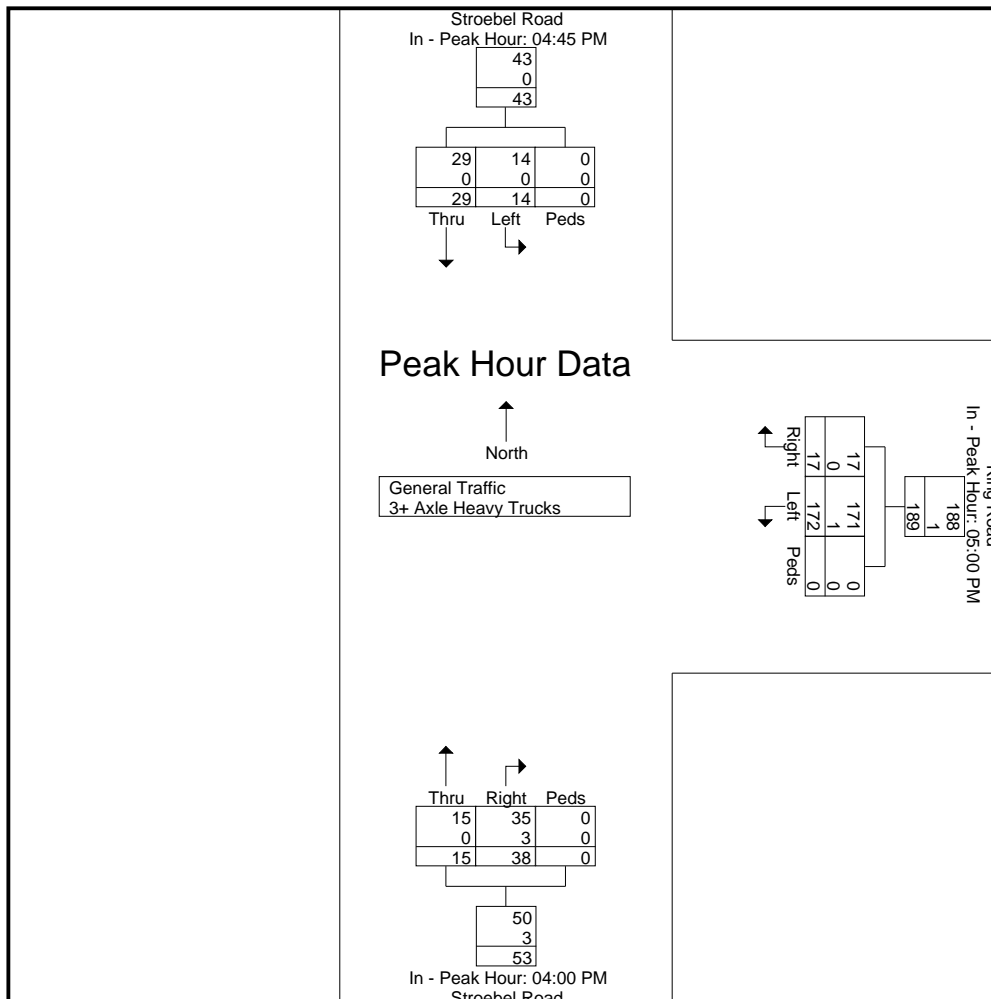 Stroebel Road
In - Peak Hour: 04:45 PM
43
0
43
29 14 0
0 0 0
29 14 0
Thru Left Peds
Peak Hour Data
North
General Traffic
3+ Axle Heavy Trucks
Road
In - Peak Hour: 05:00 PM
188
1
189
17 171 0
0 1 0
17 172 0
Right Left Peds
Thru Right Peds
15 35 0
0 3 0
15 38 0
50
3
53
In - Peak Hour: 04:00 PM
Stroebel Road